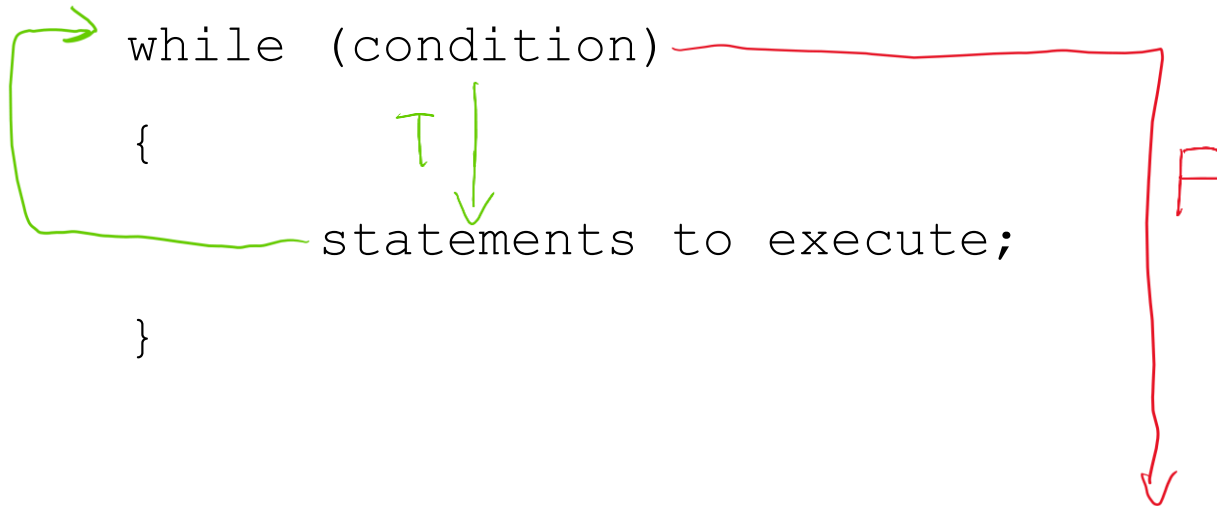 while (condition)
{
T
F
statements to execute;
}